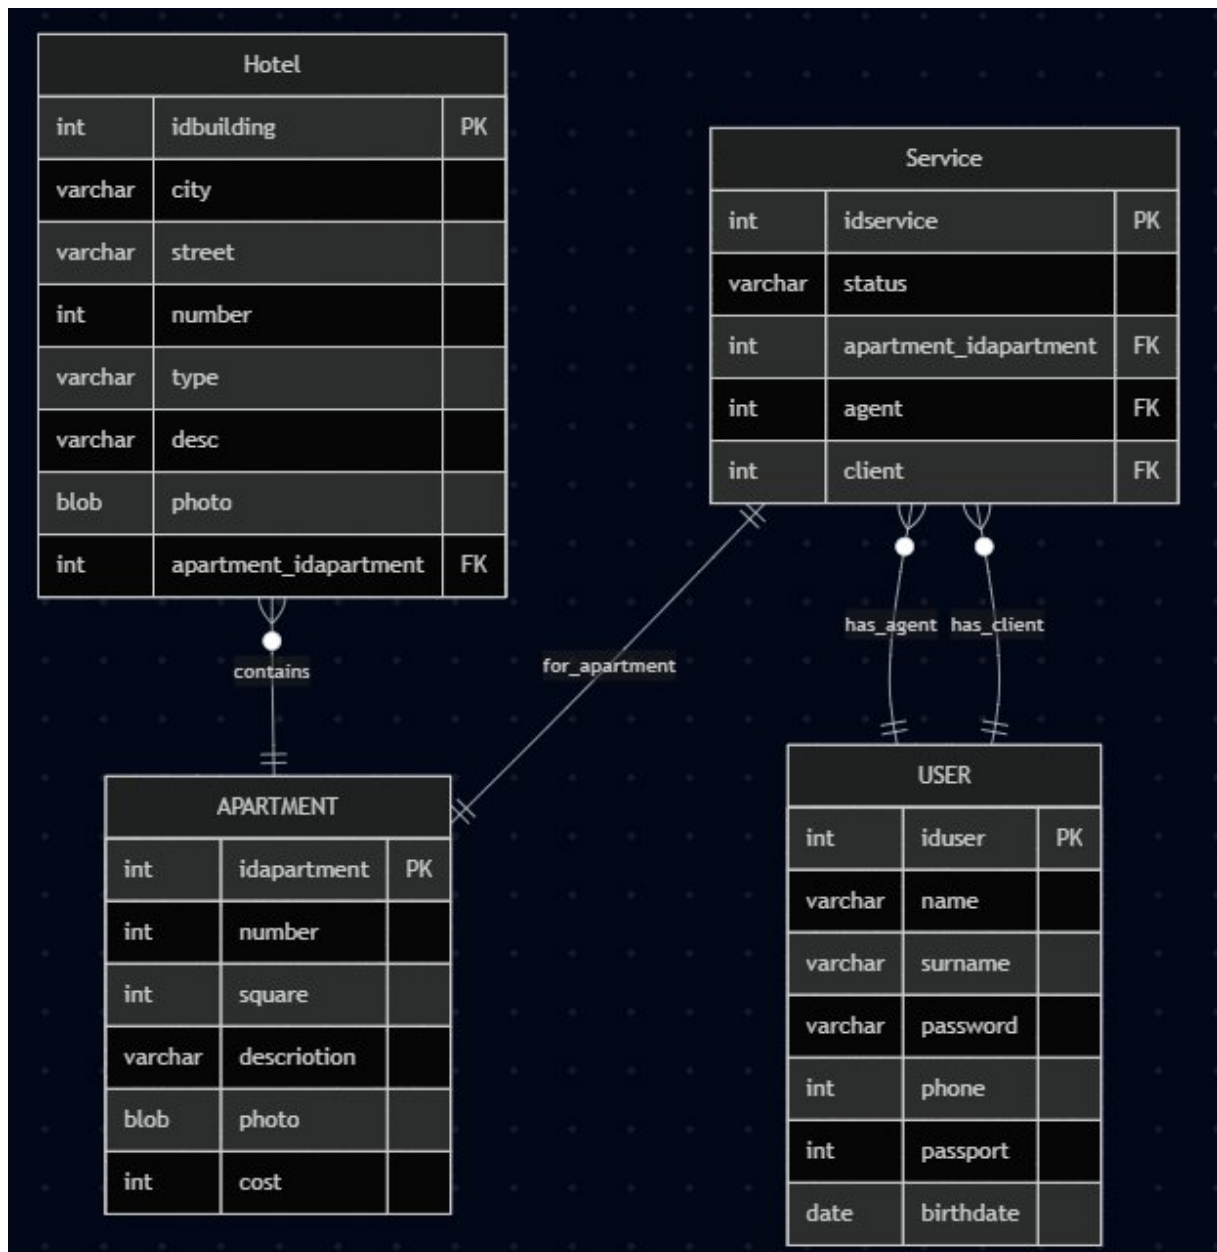 Hotel
int idbuilding PK
varchar city
varchar street
int number
varchar type
varchar desc
blob photo
int apartment_idapartment FK
Service
int idservice PK
varchar status
int apartment_idapartment FK
int agent FK
int client FK
contains
for_apartment
has_agent has_client
APARTMENT
int idapartment PK
int number
int square
varchar descriotion
blob photo
int cost
USER
int iduser PK
varchar name
varchar surname
varchar password
int phone
int passport
date birthdate